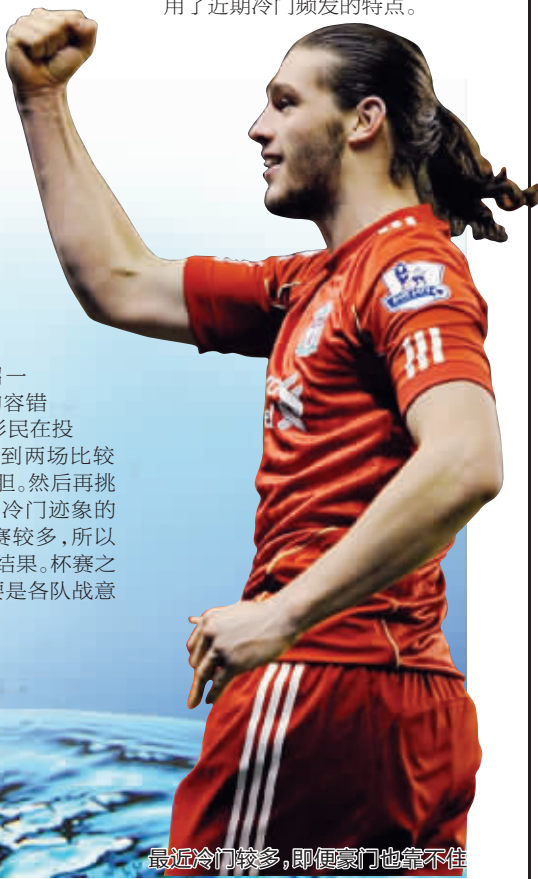 用了近期冷门频发的特点。
一
容错
彩民在投
到两场比较
胆。然后再挑
冷门迹象的
赛较多，所以
结果。杯赛之
要是各队战意
最近冷门较多，即便豪门也靠不住